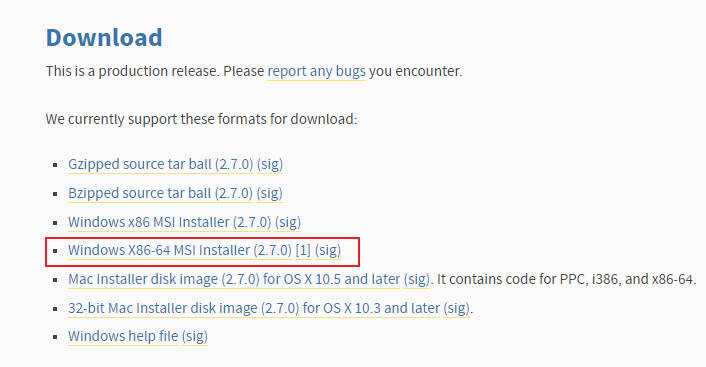 Download
This is a production release. Please report any bugs you encounter.
We currently support these formats for download:
Gzipped source tar ball (2.7.0) (sig)
Bzipped source tar ball (2.7.0) (sig)
Windows x86 MSI Installer (2.7.0) (sig)
Windows X86-64 MSI Installer (2.7.0) [1] (sig)
Mac Installer disk image (2.7.0) for OS X 10.5 and later (sig). It contains code for PPC, i386, and x86-64.
32-bit Mac Installer disk image (2.7.0) for OS X 10.3 and later (sig).
Windows help file (sig)